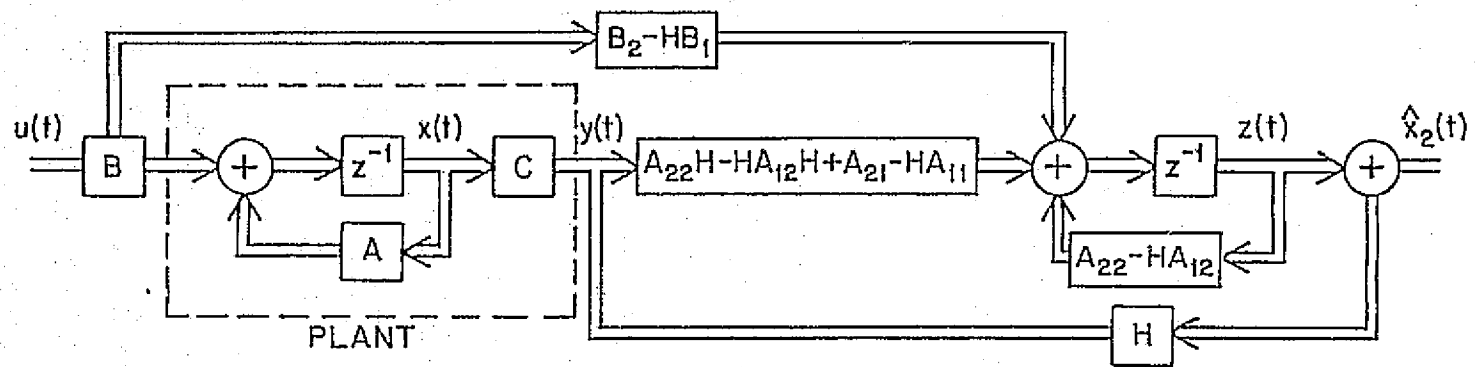 B₂-HB₁
u(t)
B
+
z⁻¹
x(t)
C
y(t)
A₂₂H-HA₁₂H+A₂₁-HA₁₁
+
z⁻¹
z(t)
+
x̂₂(t)
A
A₂₂-HA₁₂
PLANT
H